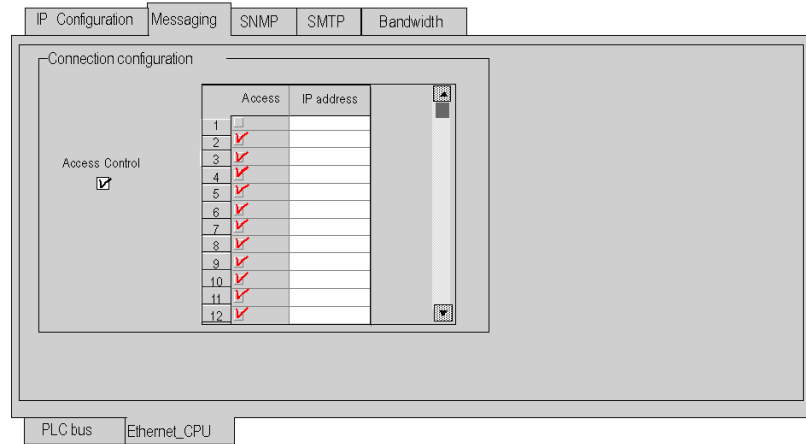 IP Configuration Messaging SNMP SMTP Bandwidth
Connection configuration
Access IP address
1
2
3
Access Control
4
5
6
7
8
9
10
11
12
PLC bus Ethernet_CPU